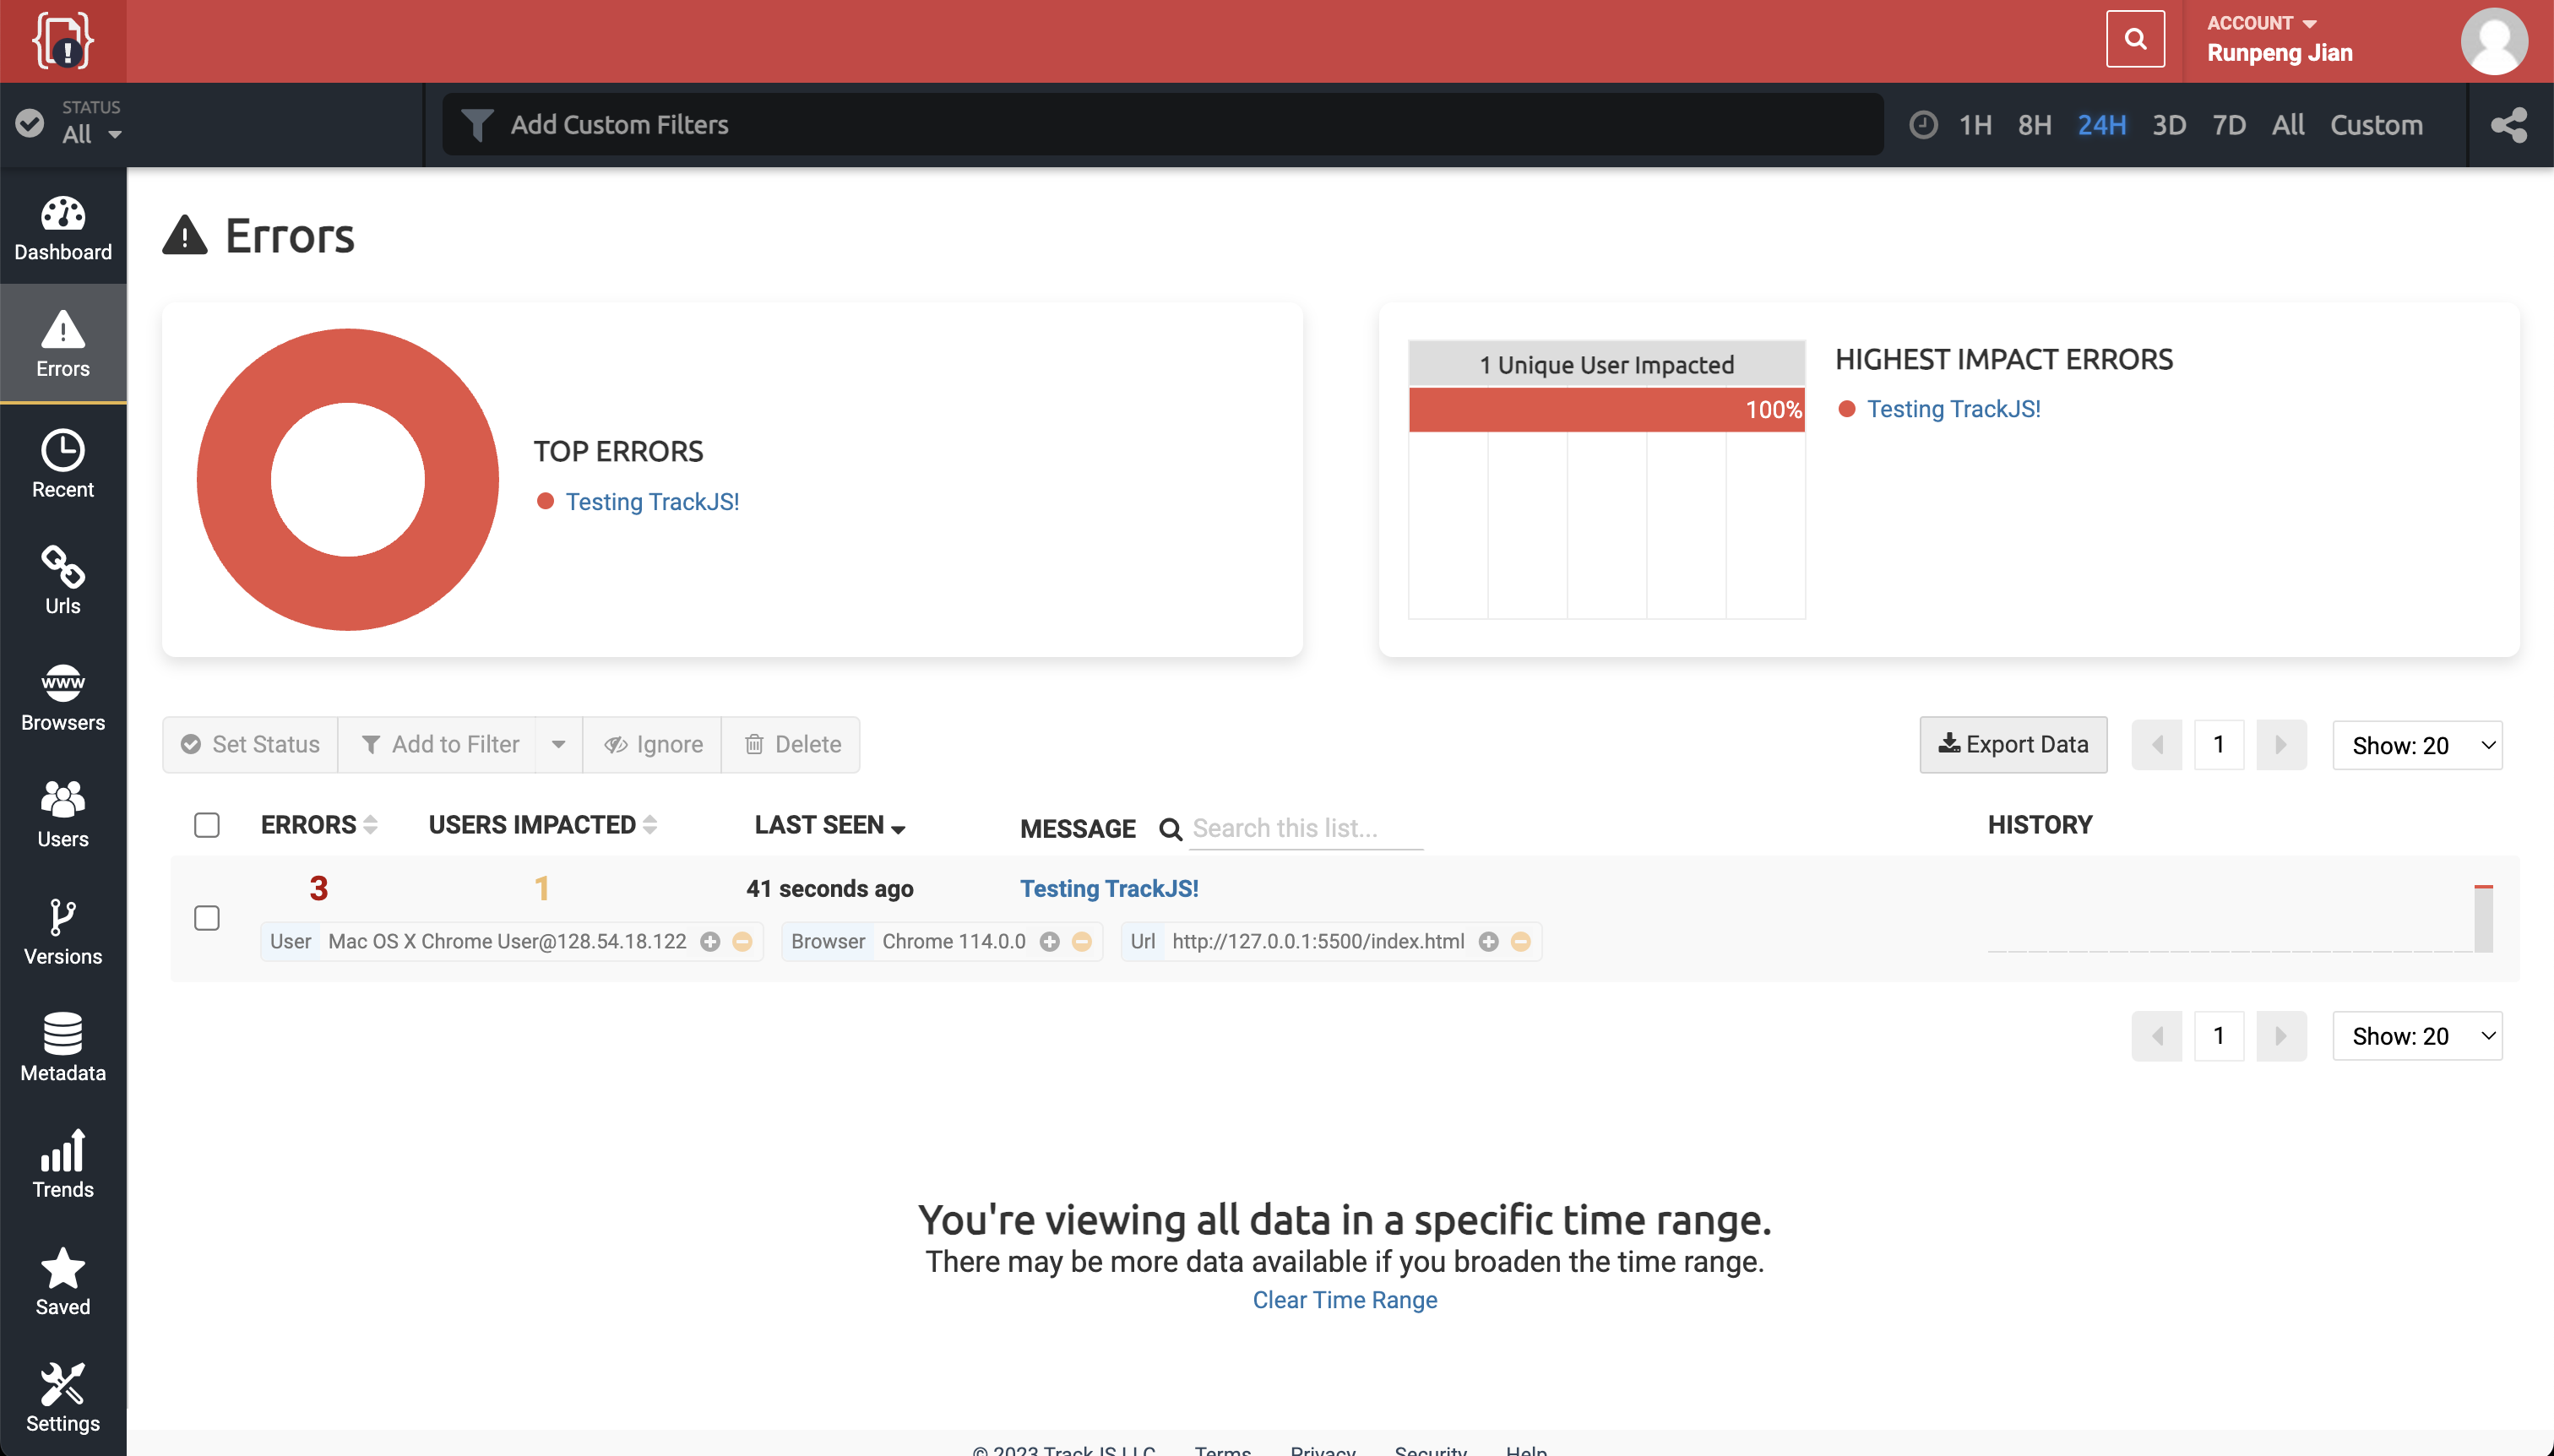 ACCOUNT
Runpeng Jian
STATUS
All
Add Custom Filters
1H 8H 24H 3D 7D All Custom
Dashboard
Errors
Recent
Urls
WWW
Browsers
Users
Versions
Metadata
Trends
Saved
Settings
Errors
TOP ERRORS
Testing TrackJS!
1 Unique User Impacted
100%
HIGHEST IMPACT ERRORS
Testing TrackJS!
Set Status Add to Filter Ignore Delete
Export Data 1 Show: 20
ERRORS USERS IMPACTED LAST SEEN MESSAGE Search this list... HISTORY
3 1 41 seconds ago Testing TrackJS!
User Mac OS X Chrome User@128.54.18.122 Browser Chrome 114.0.0 Url http://127.0.0.1:5500/index.html
1 Show: 20
You're viewing all data in a specific time range.
There may be more data available if you broaden the time range.
Clear Time Range
© 2023 TrackJS LLC Terms Privacy Security Help